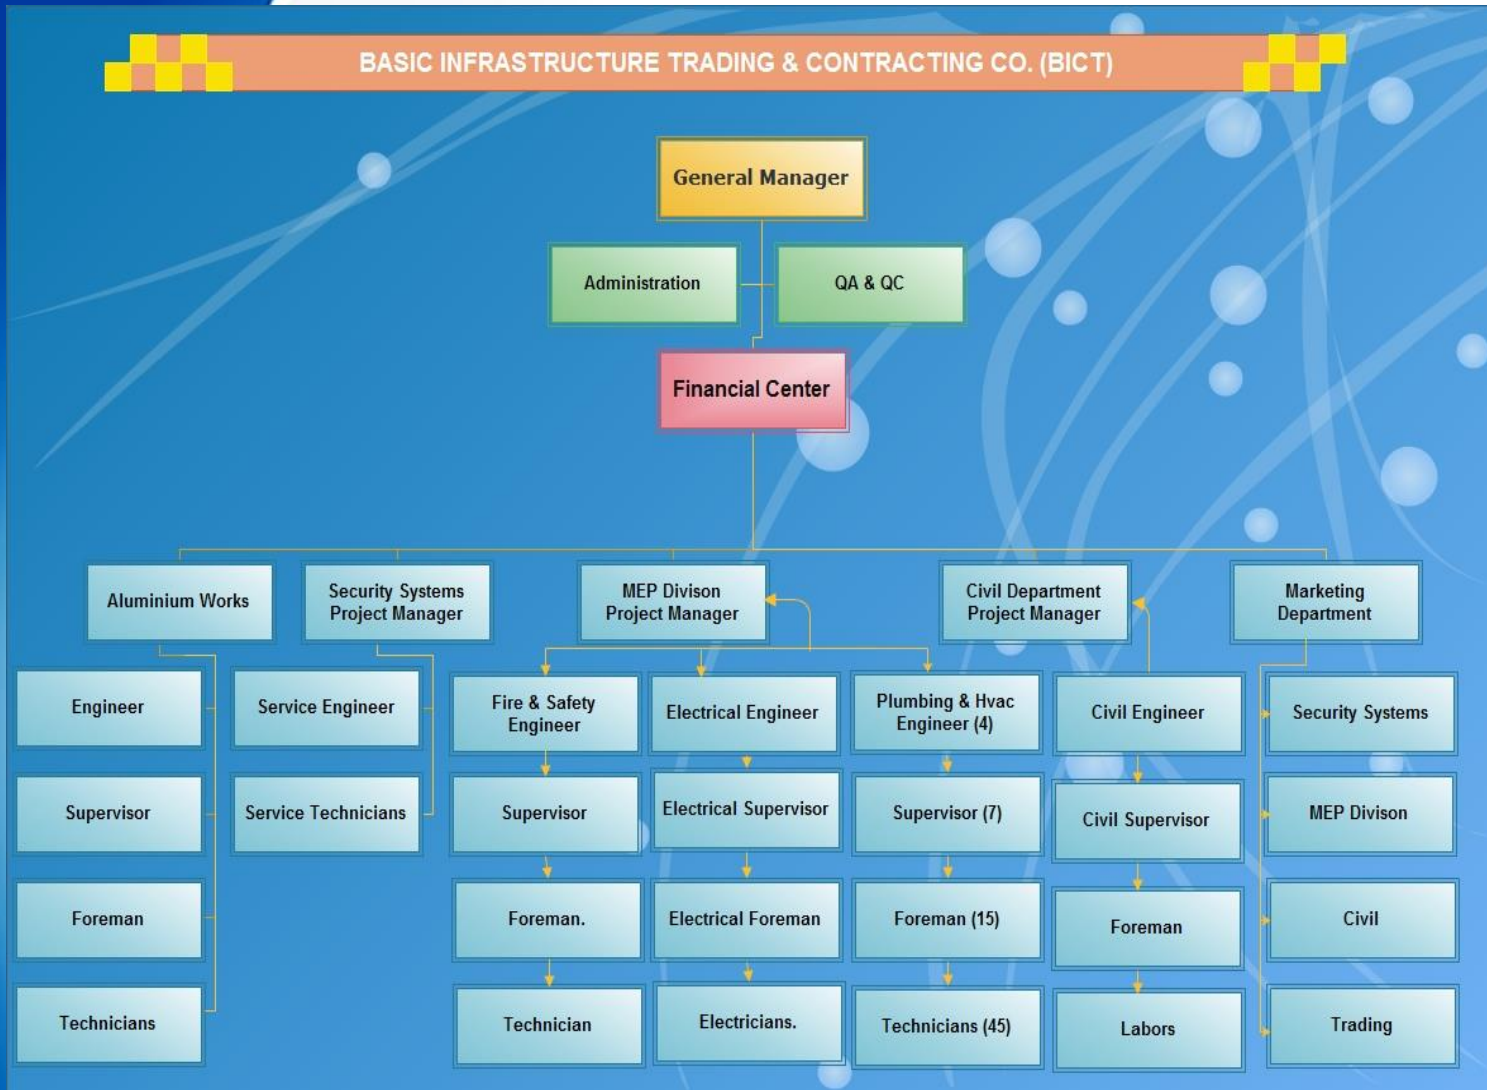 BASIC INFRASTRUCTURE TRADING & CONTRACTING CO. (BICT)
General Manager
Administration
QA & QC
Financial Center
Aluminium Works
Security Systems
Project Manager
MEP Divison
Project Manager
Civil Department
Project Manager
Marketing
Department
Engineer
Supervisor
Foreman
Technicians
Service Engineer
Service Technicians
Fire & Safety
Engineer
Supervisor
Foreman.
Technician
Electrical Engineer
Electrical Supervisor
Electrical Foreman
Electricians.
Plumbing & Hvac
Engineer (4)
Supervisor (7)
Foreman (15)
Technicians (45)
Civil Engineer
Civil Supervisor
Foreman
Labors
Security Systems
MEP Divison
Civil
Trading